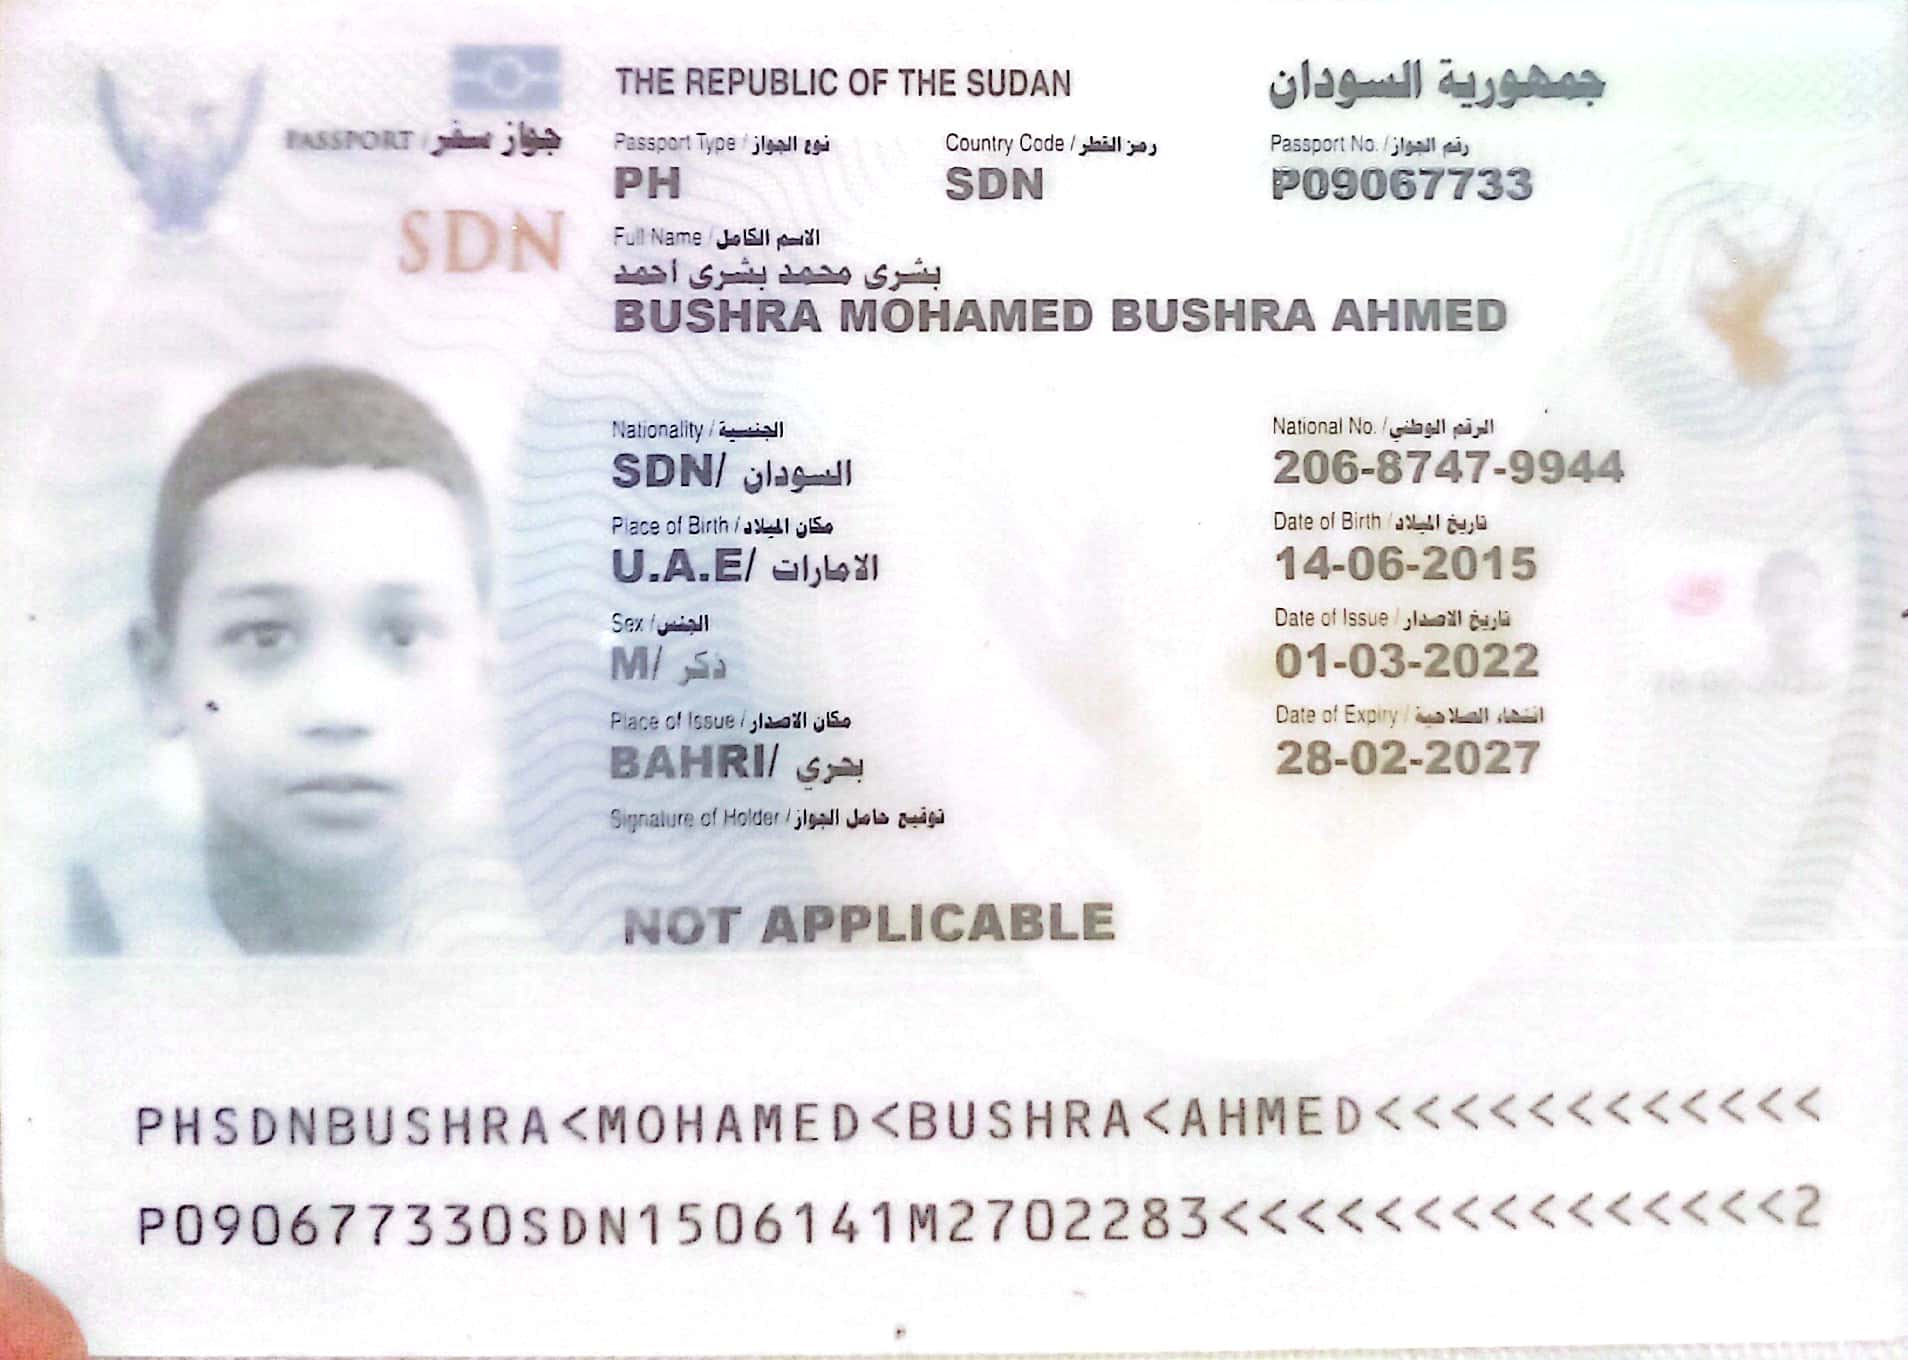 THE REPUBLIC OF THE SUDAN جمهورية السودان
PASSPORT / جواز سفر
SDN
Passport Type / نوع الجواز
PH
Country Code / رمز القطر
SDN
Passport No. / رقم الجواز
P09067733
Full Name / الاسم الكامل
بشرى محمد بشرى احمد
BUSHRA MOHAMED BUSHRA AHMED
Nationality / الجنسية
SDN/ السودان
National No. / الرقم الوطني
206-8747-9944
Place of Birth / مكان الميلاد
U.A.E/ الامارات
Date of Birth / تاريخ الميلاد
14-06-2015
Sex / الجنس
M/ ذكر
Date of Issue / تاريخ الاصدار
01-03-2022
Place of Issue / مكان الاصدار
BAHRI/ بحري
Date of Expiry / انتهاء الصلاحية
28-02-2027
Signature of Holder / توقيع حامل الجواز
NOT APPLICABLE
PHSDNBUSHRA<MOHAMED<BUSHRA<AHMED<<<<<<<<<<<<
P090677330SDN1506141M2702283<<<<<<<<<<<<<<<2